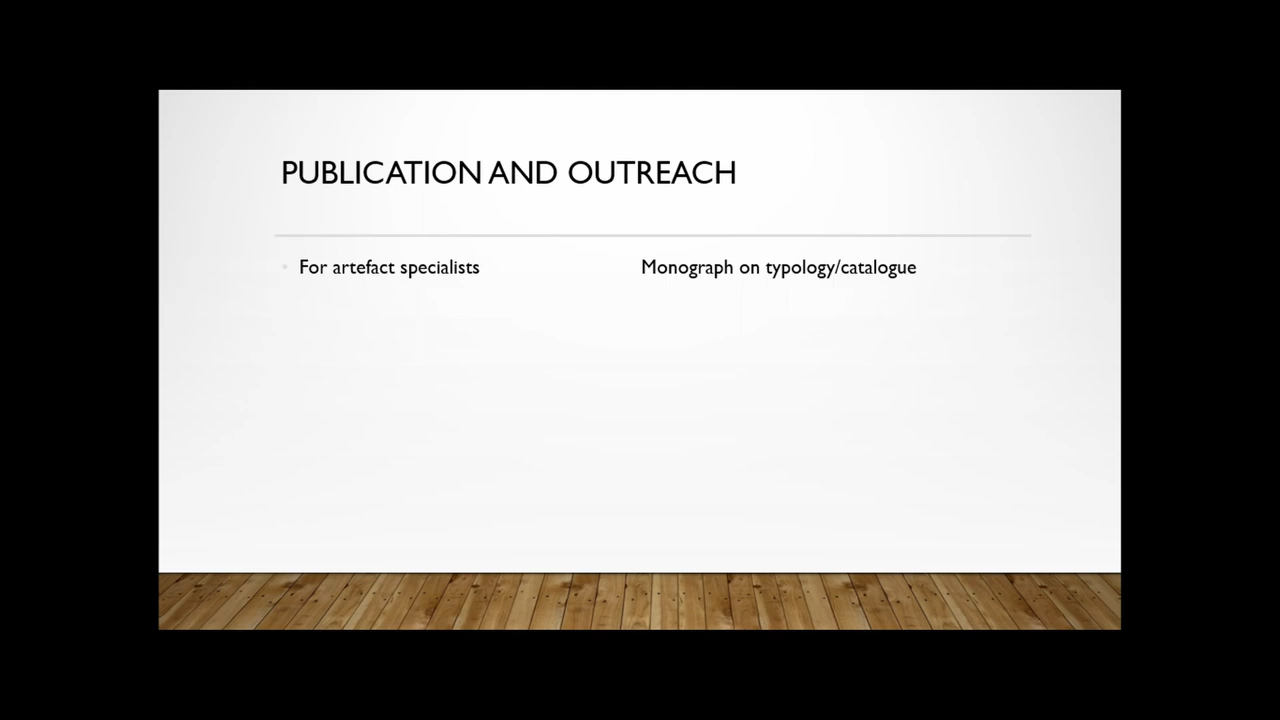 PUBLICATION AND OUTREACH
• For artefact specialists Monograph on typology/catalogue